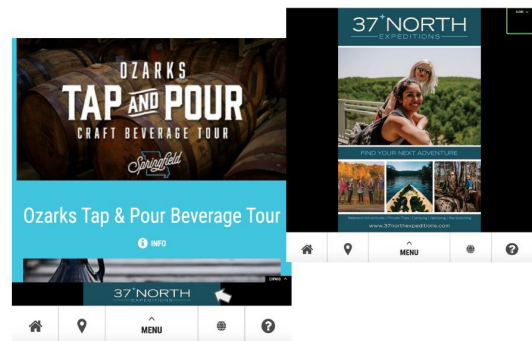 OZARKS
TAP AND POUR
CRAFT BEVERAGE TOUR
Springfield
Ozarks Tap & Pour Beverage Tour
INFO
37°NORTH
EXPEDITIONS
MENU
37°NORTH
EXPEDITIONS
FIND YOUR NEXT ADVENTURE
www.37northexpeditions.com
MENU